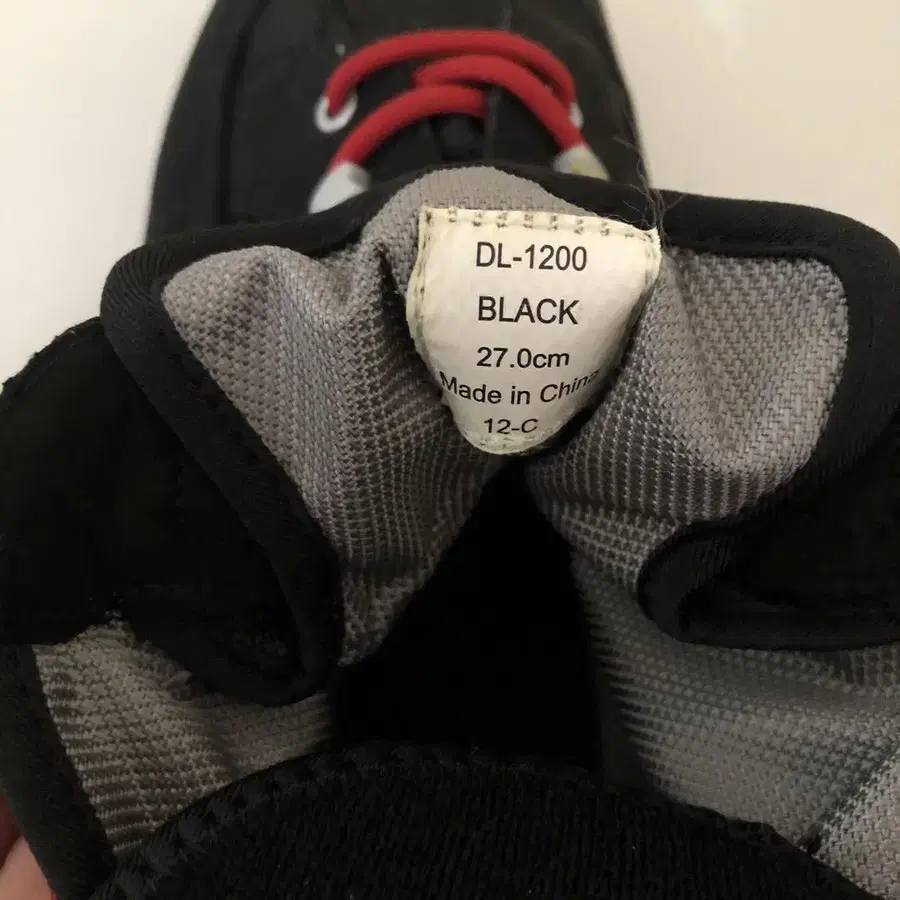 DL-1200
BLACK
27.0cm
Made in China
12-C